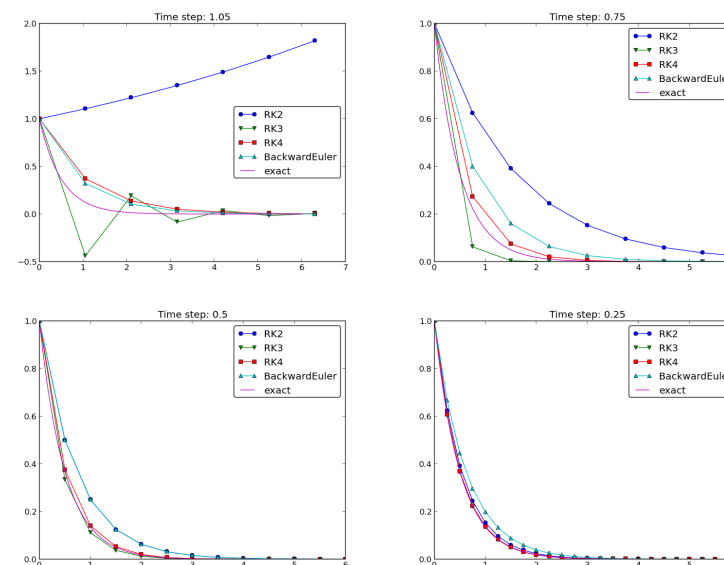 Time step: 1.05
2.0
1.5
1.0
0.5
0.0
−0.5
0 1 2 3 4 5 6 7
RK2
RK3
RK4
BackwardEuler
exact
Time step: 0.75
1.0
0.8
0.6
0.4
0.2
0.0
0 1 2 3 4 5
RK2
RK3
RK4
BackwardEule
exact
Time step: 0.5
1.0
0.8
0.6
0.4
0.2
0.0
0 1 2 3 4 5 6
RK2
RK3
RK4
BackwardEuler
exact
Time step: 0.25
1.0
0.8
0.6
0.4
0.2
0.0
0 1 2 3 4 5
RK2
RK3
RK4
BackwardEule
exact